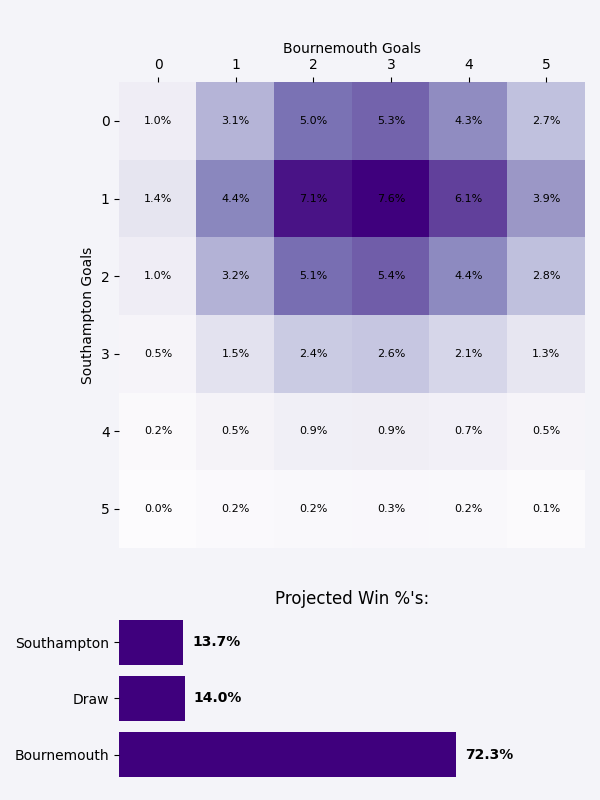 Bournemouth Goals
0 1 2 3 4 5
0 1.0% 3.1% 5.0% 5.3% 4.3% 2.7%
1 1.4% 4.4% 7.1% 7.6% 6.1% 3.9%
2 1.0% 3.2% 5.1% 5.4% 4.4% 2.8%
3 0.5% 1.5% 2.4% 2.6% 2.1% 1.3%
4 0.2% 0.5% 0.9% 0.9% 0.7% 0.5%
5 0.0% 0.2% 0.2% 0.3% 0.2% 0.1%
Southampton Goals
Projected Win %'s:
Southampton 13.7%
Draw 14.0%
Bournemouth 72.3%